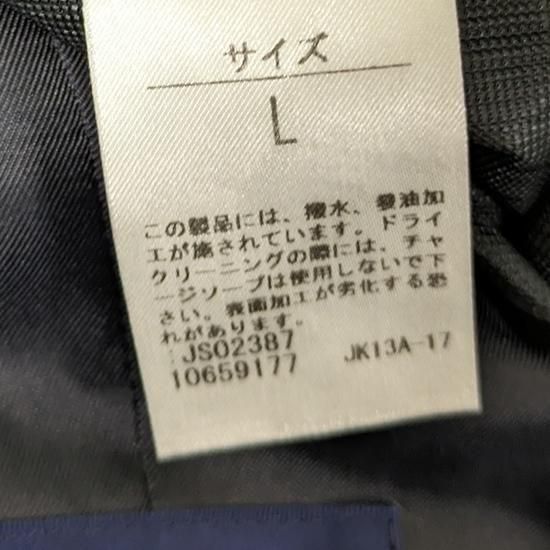 サイズ
L
この製品には、撥水、撥油加
工が施されています。ドライ
クリーニングの際には、チャ
ージソープは使用しないで下
さい。表面加工が劣化する恐
れがあります。
:JS02387
10659177 JK13A-17